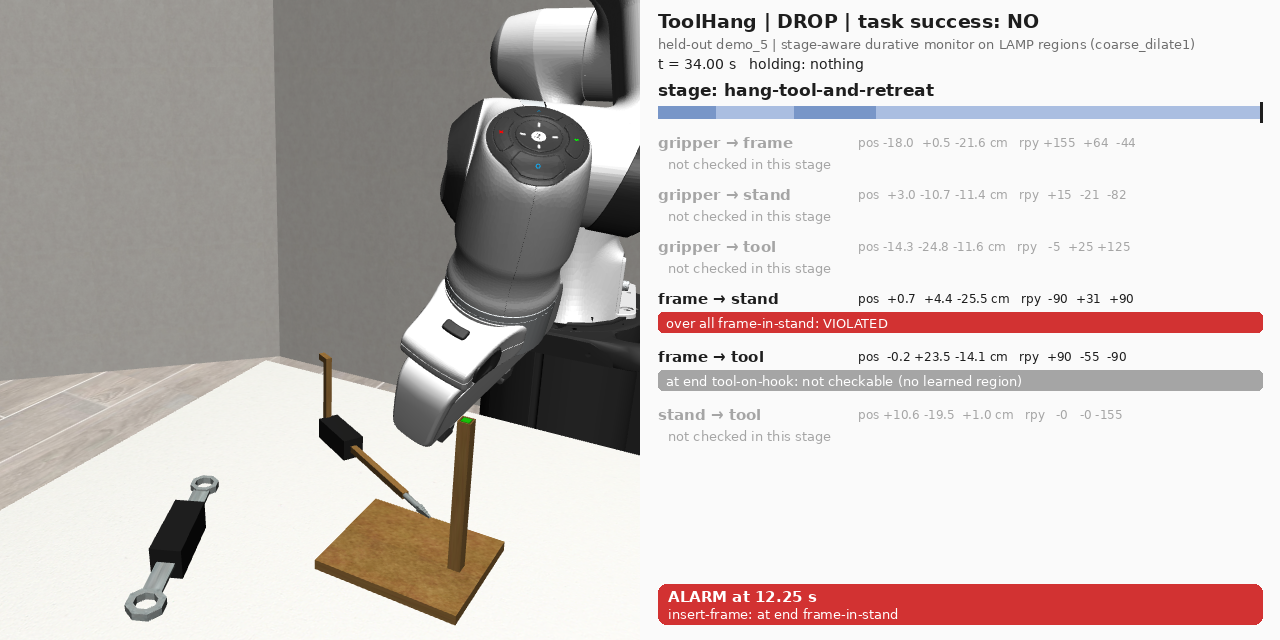 ToolHang | DROP | task success: NO
held-out demo_5 | stage-aware durative monitor on LAMP regions (coarse_dilate1)
t = 34.00 s   holding: nothing
stage: hang-tool-and-retreat
gripper → frame   pos -18.0 +0.5 -21.6 cm   rpy +155 +64 -44
not checked in this stage
gripper → stand   pos +3.0 -10.7 -11.4 cm   rpy +15 -21 -82
not checked in this stage
gripper → tool   pos -14.3 -24.8 -11.6 cm   rpy -5 +25 +125
not checked in this stage
frame → stand   pos +0.7 +4.4 -25.5 cm   rpy -90 +31 +90
over all frame-in-stand: VIOLATED
frame → tool   pos -0.2 +23.5 -14.1 cm   rpy +90 -55 -90
at end tool-on-hook: not checkable (no learned region)
stand → tool   pos +10.6 -19.5 +1.0 cm   rpy -0 -0 -155
not checked in this stage
ALARM at 12.25 s
insert-frame: at end frame-in-stand